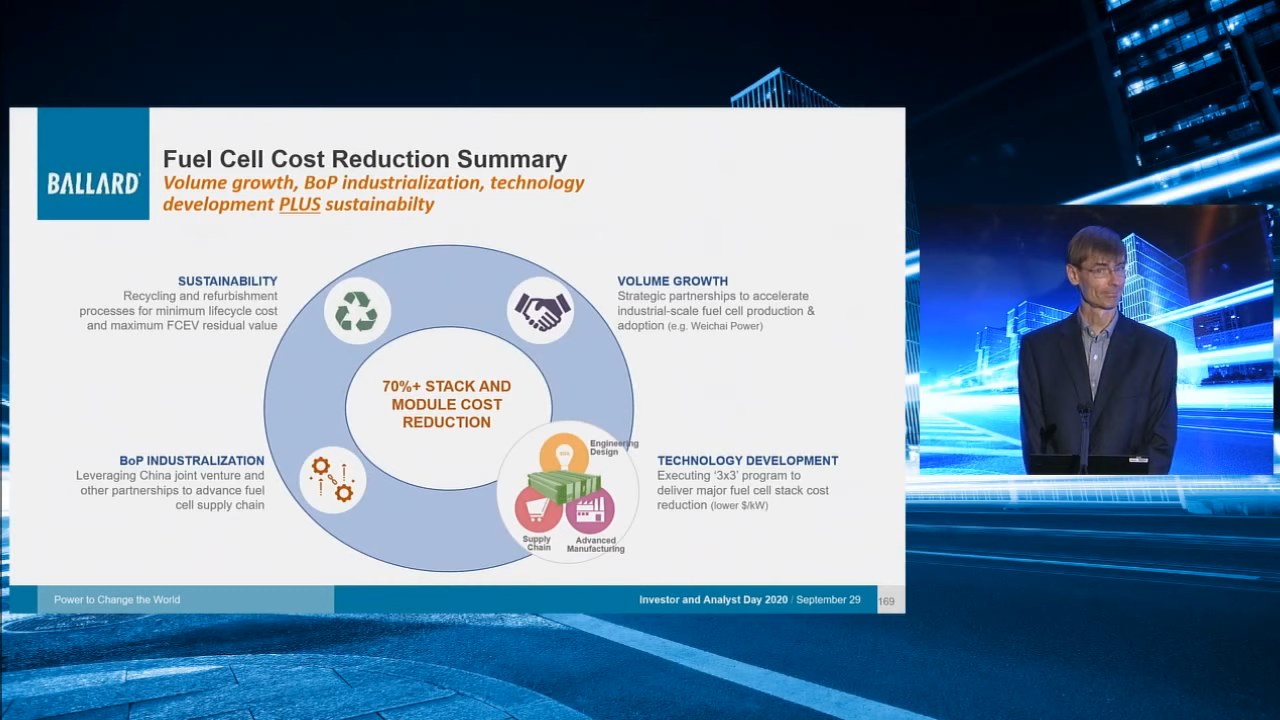 BALLARD
Fuel Cell Cost Reduction Summary
Volume growth, BoP industrialization, technology
development PLUS sustainabilty
SUSTAINABILITY
Recycling and refurbishment
processes for minimum lifecycle cost
and maximum FCEV residual value
VOLUME GROWTH
Strategic partnerships to accelerate
industrial-scale fuel cell production &
adoption (e.g. Weichai Power)
70%+ STACK AND
MODULE COST
REDUCTION
BoP INDUSTRALIZATION
Leveraging China joint venture and
other partnerships to advance fuel
cell supply chain
Engineering
Design
Supply
Chain
Advanced
Manufacturing
TECHNOLOGY DEVELOPMENT
Executing ‘3x3’ program to
deliver major fuel cell stack cost
reduction (lower $/kW)
Power to Change the World
Investor and Analyst Day 2020 / September 29
169